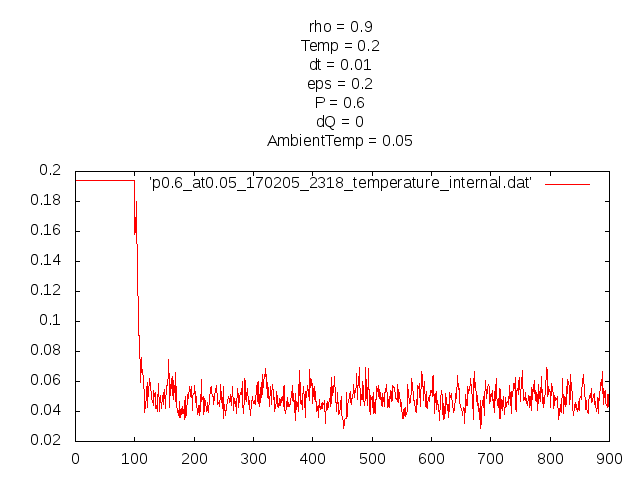 rho = 0.9
Temp = 0.2
dt = 0.01
eps = 0.2
P = 0.6
dQ = 0
AmbientTemp = 0.05
'p0.6_at0.05_170205_2318_temperature_internal.dat'
0.2
0.18
0.16
0.14
0.12
0.1
0.08
0.06
0.04
0.02
0 100 200 300 400 500 600 700 800 900